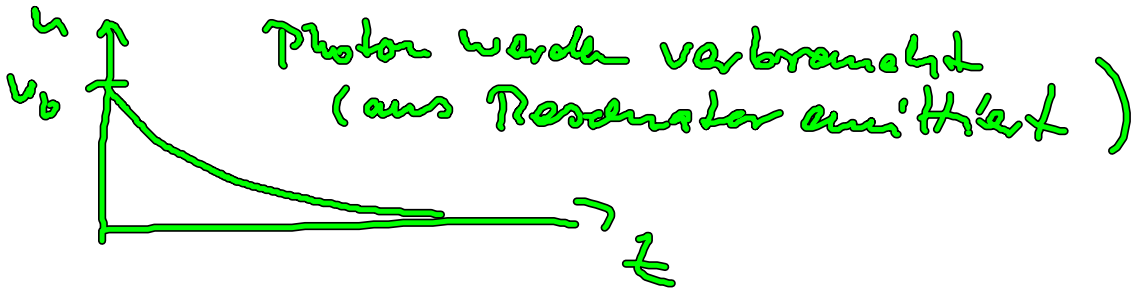 n
Photon werden verbraucht
n₀
(aus Resonator emittiert)
t